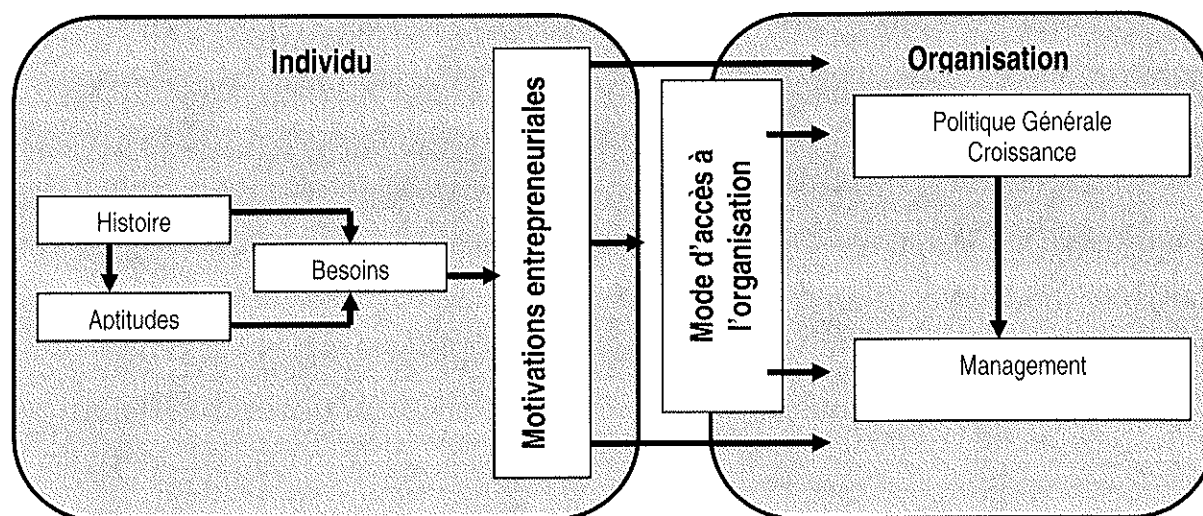 Individu
Histoire
Aptitudes
Besoins
Motivations entrepreneuriales
Mode d'accès à
l'organisation
Organisation
Politique Générale
Croissance
Management